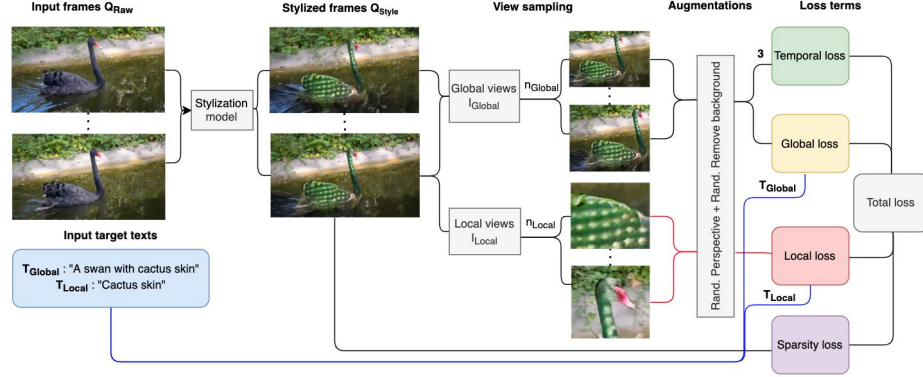 Input frames Q_Raw
Stylized frames Q_Style
View sampling
Augmentations
Loss terms
Stylization
model
Global views
I_Global
n_Global
Local views
I_Local
n_Local
Rand. Perspective + Rand. Remove background
3
Temporal loss
Global loss
T_Global
Total loss
Local loss
T_Local
Sparsity loss
Input target texts
T_Global : "A swan with cactus skin"
T_Local : "Cactus skin"